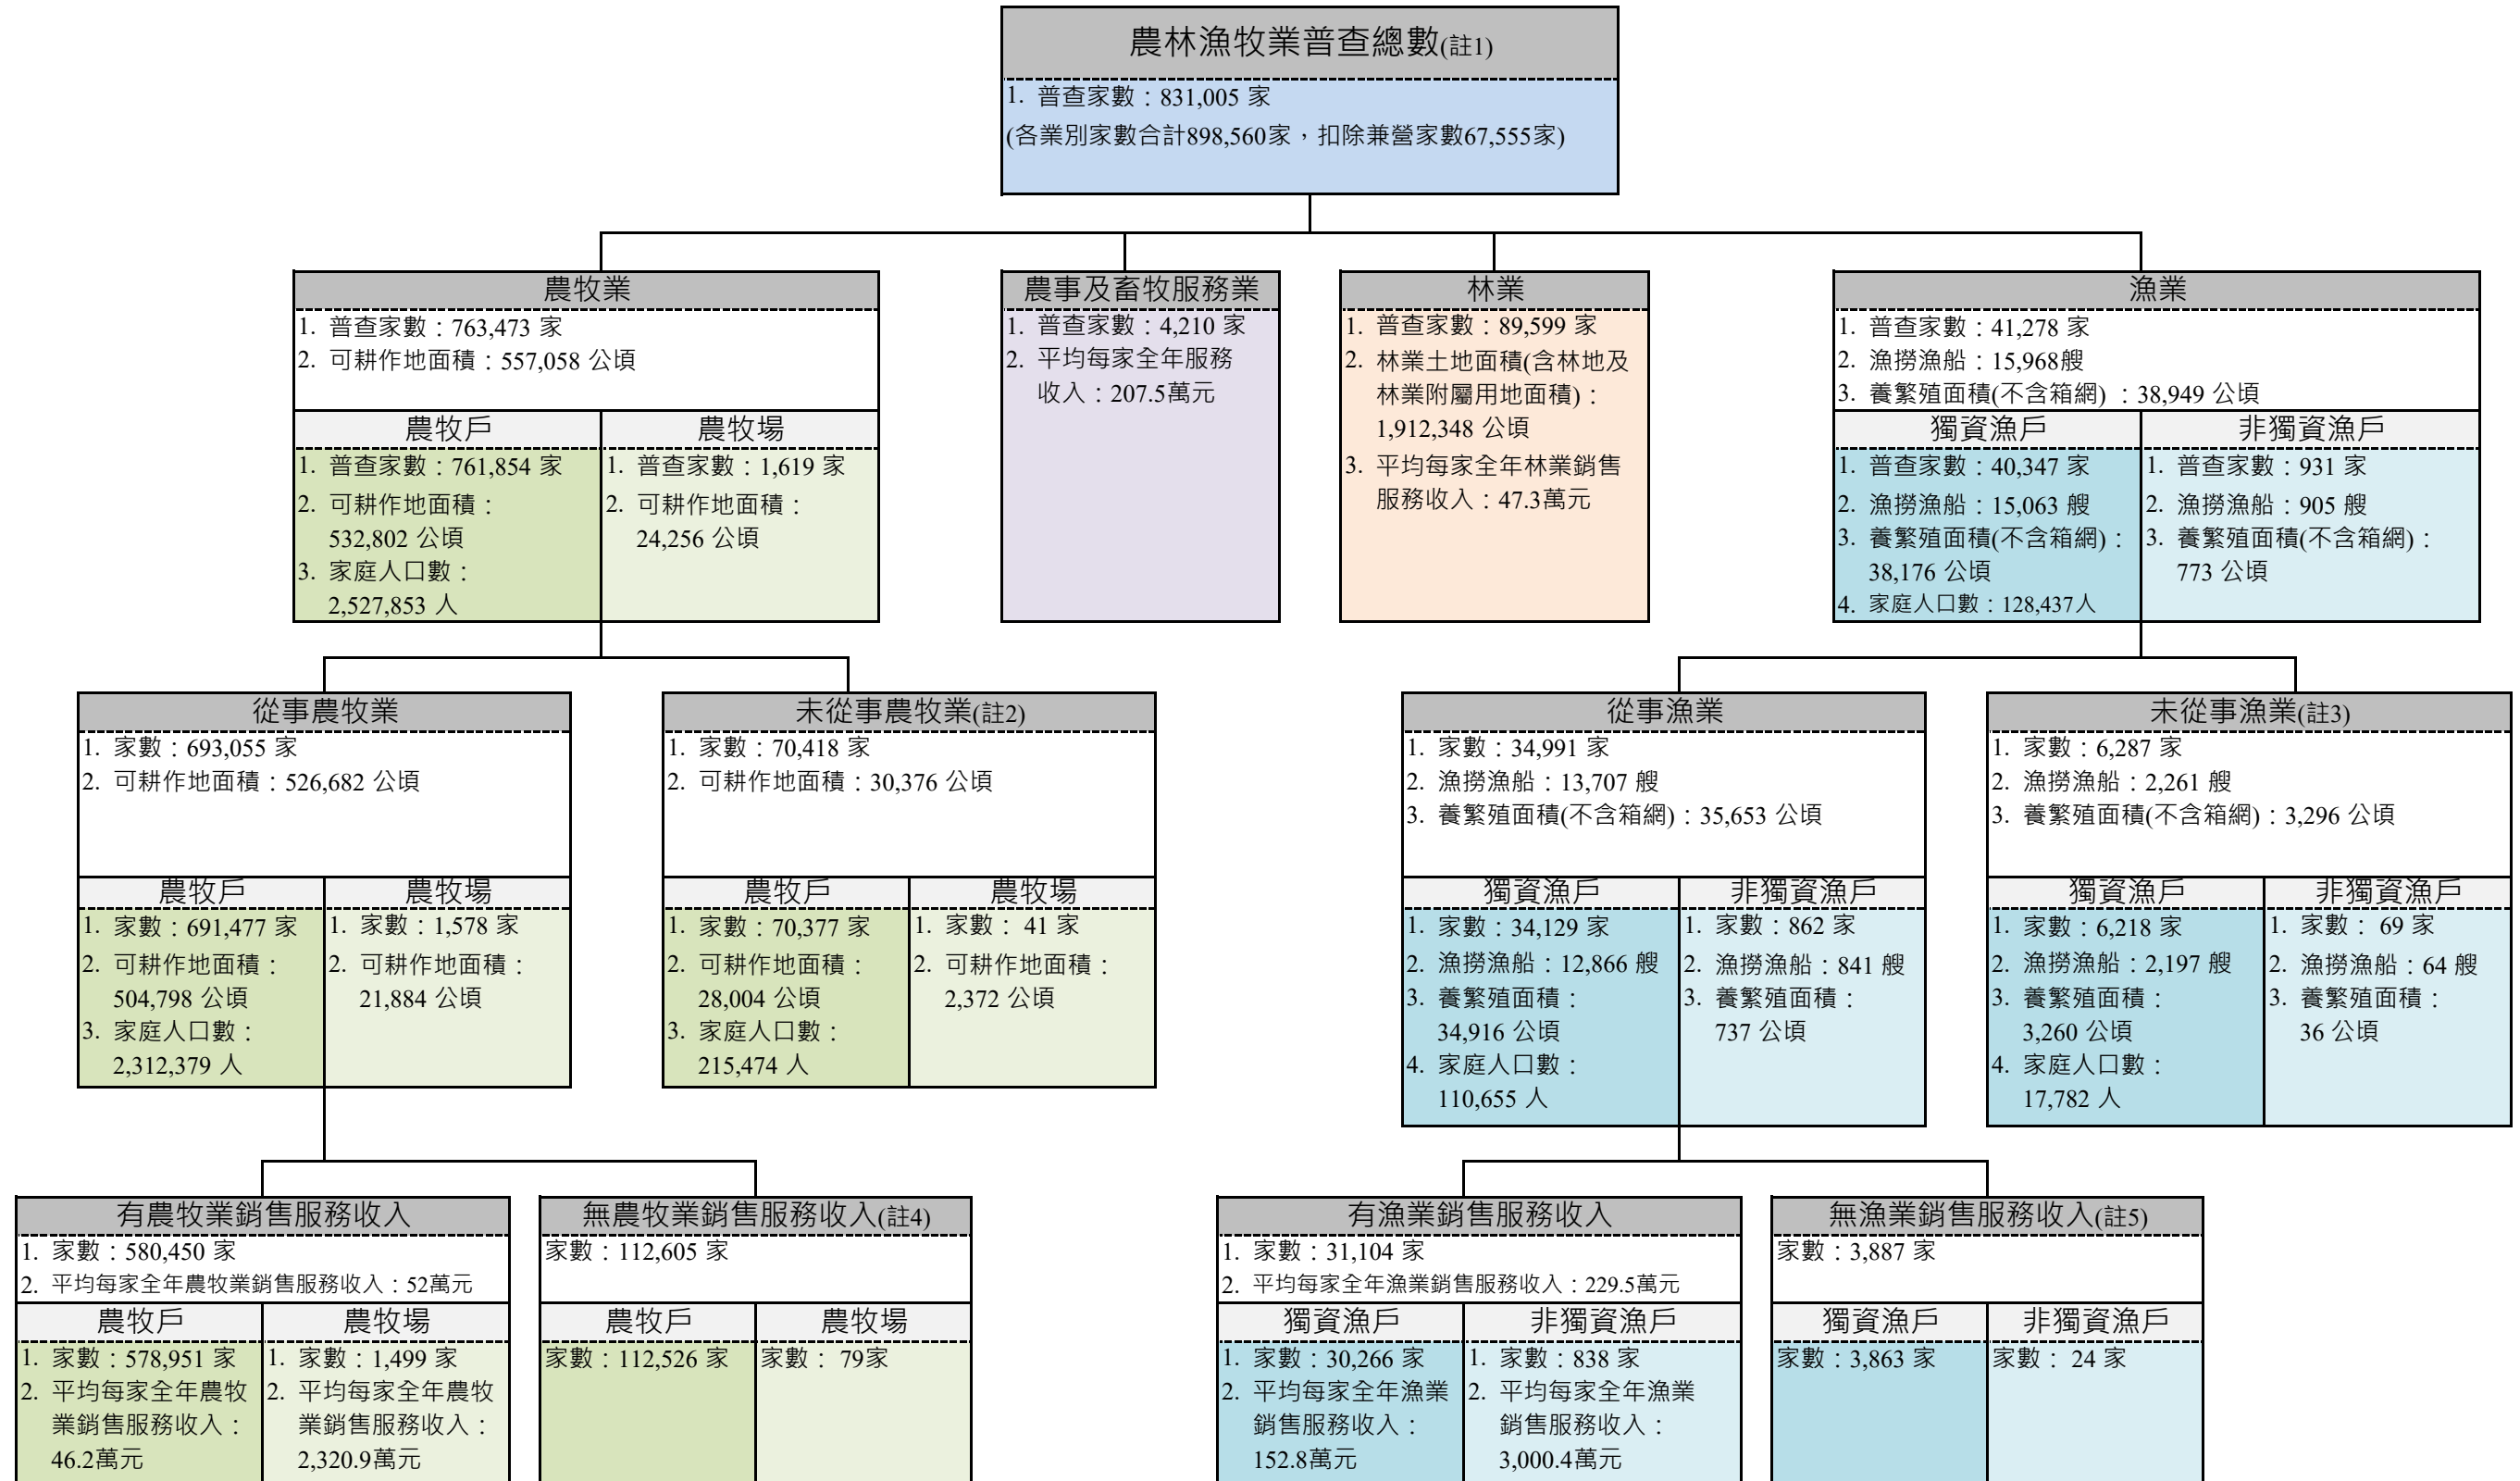 農林漁牧業普查總數(註1)
1. 普查家數：831,005 家
(各業別家數合計898,560家，扣除兼營家數67,555家)
農牧業
1. 普查家數：763,473 家
2. 可耕作地面積：557,058 公頃
農牧戶
1. 普查家數：761,854 家
2. 可耕作地面積：
532,802 公頃
3. 家庭人口數：
2,527,853 人
農牧場
1. 普查家數：1,619 家
2. 可耕作地面積：
24,256 公頃
農事及畜牧服務業
1. 普查家數：4,210 家
2. 平均每家全年服務
收入：207.5萬元
林業
1. 普查家數：89,599 家
2. 林業土地面積(含林地及
林業附屬用地面積)：
1,912,348 公頃
3. 平均每家全年林業銷售
服務收入：47.3萬元
漁業
1. 普查家數：41,278 家
2. 漁撈漁船：15,968艘
3. 養繁殖面積(不含箱網) ：38,949 公頃
獨資漁戶
1. 普查家數：40,347 家
2. 漁撈漁船：15,063 艘
3. 養繁殖面積(不含箱網)：
38,176 公頃
4. 家庭人口數：128,437人
非獨資漁戶
1. 普查家數：931 家
2. 漁撈漁船：905 艘
3. 養繁殖面積(不含箱網)：
773 公頃
從事農牧業
1. 家數：693,055 家
2. 可耕作地面積：526,682 公頃
農牧戶
1. 家數：691,477 家
2. 可耕作地面積：
504,798 公頃
3. 家庭人口數：
2,312,379 人
農牧場
1. 家數：1,578 家
2. 可耕作地面積：
21,884 公頃
未從事農牧業(註2)
1. 家數：70,418 家
2. 可耕作地面積：30,376 公頃
農牧戶
1. 家數：70,377 家
2. 可耕作地面積：
28,004 公頃
3. 家庭人口數：
215,474 人
農牧場
1. 家數： 41 家
2. 可耕作地面積：
2,372 公頃
從事漁業
1. 家數：34,991 家
2. 漁撈漁船：13,707 艘
3. 養繁殖面積(不含箱網)：35,653 公頃
獨資漁戶
1. 家數：34,129 家
2. 漁撈漁船：12,866 艘
3. 養繁殖面積：
34,916 公頃
4. 家庭人口數：
110,655 人
非獨資漁戶
1. 家數：862 家
2. 漁撈漁船：841 艘
3. 養繁殖面積：
737 公頃
未從事漁業(註3)
1. 家數：6,287 家
2. 漁撈漁船：2,261 艘
3. 養繁殖面積(不含箱網)：3,296 公頃
獨資漁戶
1. 家數：6,218 家
2. 漁撈漁船：2,197 艘
3. 養繁殖面積：
3,260 公頃
4. 家庭人口數：
17,782 人
非獨資漁戶
1. 家數： 69 家
2. 漁撈漁船：64 艘
3. 養繁殖面積：
36 公頃
有農牧業銷售服務收入
1. 家數：580,450 家
2. 平均每家全年農牧業銷售服務收入：52萬元
農牧戶
1. 家數：578,951 家
2. 平均每家全年農牧
業銷售服務收入：
46.2萬元
農牧場
1. 家數：1,499 家
2. 平均每家全年農牧
業銷售服務收入：
2,320.9萬元
無農牧業銷售服務收入(註4)
家數：112,605 家
農牧戶
家數：112,526 家
農牧場
家數： 79家
有漁業銷售服務收入
1. 家數：31,104 家
2. 平均每家全年漁業銷售服務收入：229.5萬元
獨資漁戶
1. 家數：30,266 家
2. 平均每家全年漁業
銷售服務收入：
152.8萬元
非獨資漁戶
1. 家數：838 家
2. 平均每家全年漁業
銷售服務收入：
3,000.4萬元
無漁業銷售服務收入(註5)
家數：3,887 家
獨資漁戶
家數：3,863 家
非獨資漁戶
家數： 24 家